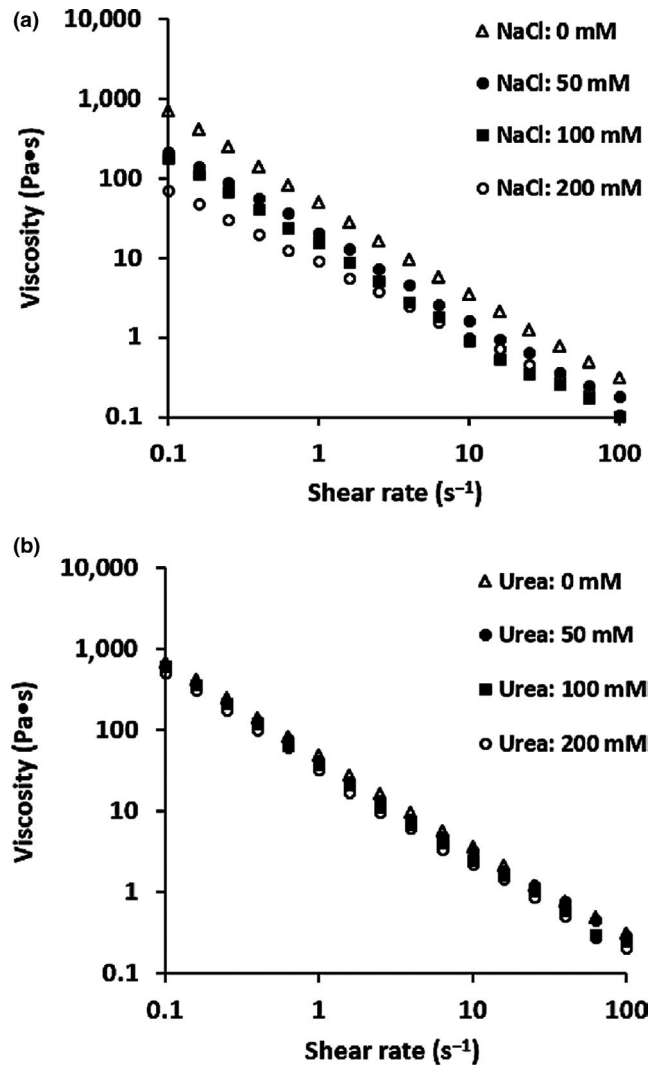 (a)
10,000
1,000
100
10
1
0.1
Viscosity (Pa•s)
△ NaCl: 0 mM
● NaCl: 50 mM
■ NaCl: 100 mM
○ NaCl: 200 mM
0.1 1 10 100
Shear rate (s⁻¹)
(b)
10,000
1,000
100
10
1
0.1
Viscosity (Pa•s)
△ Urea: 0 mM
● Urea: 50 mM
■ Urea: 100 mM
○ Urea: 200 mM
0.1 1 10 100
Shear rate (s⁻¹)